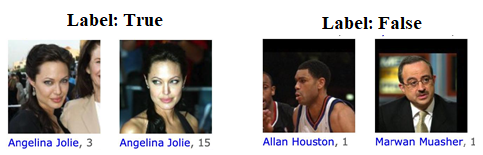 Label: True
Label: False
Angelina Jolie, 3
Angelina Jolie, 15
Allan Houston, 1
Marwan Muasher, 1